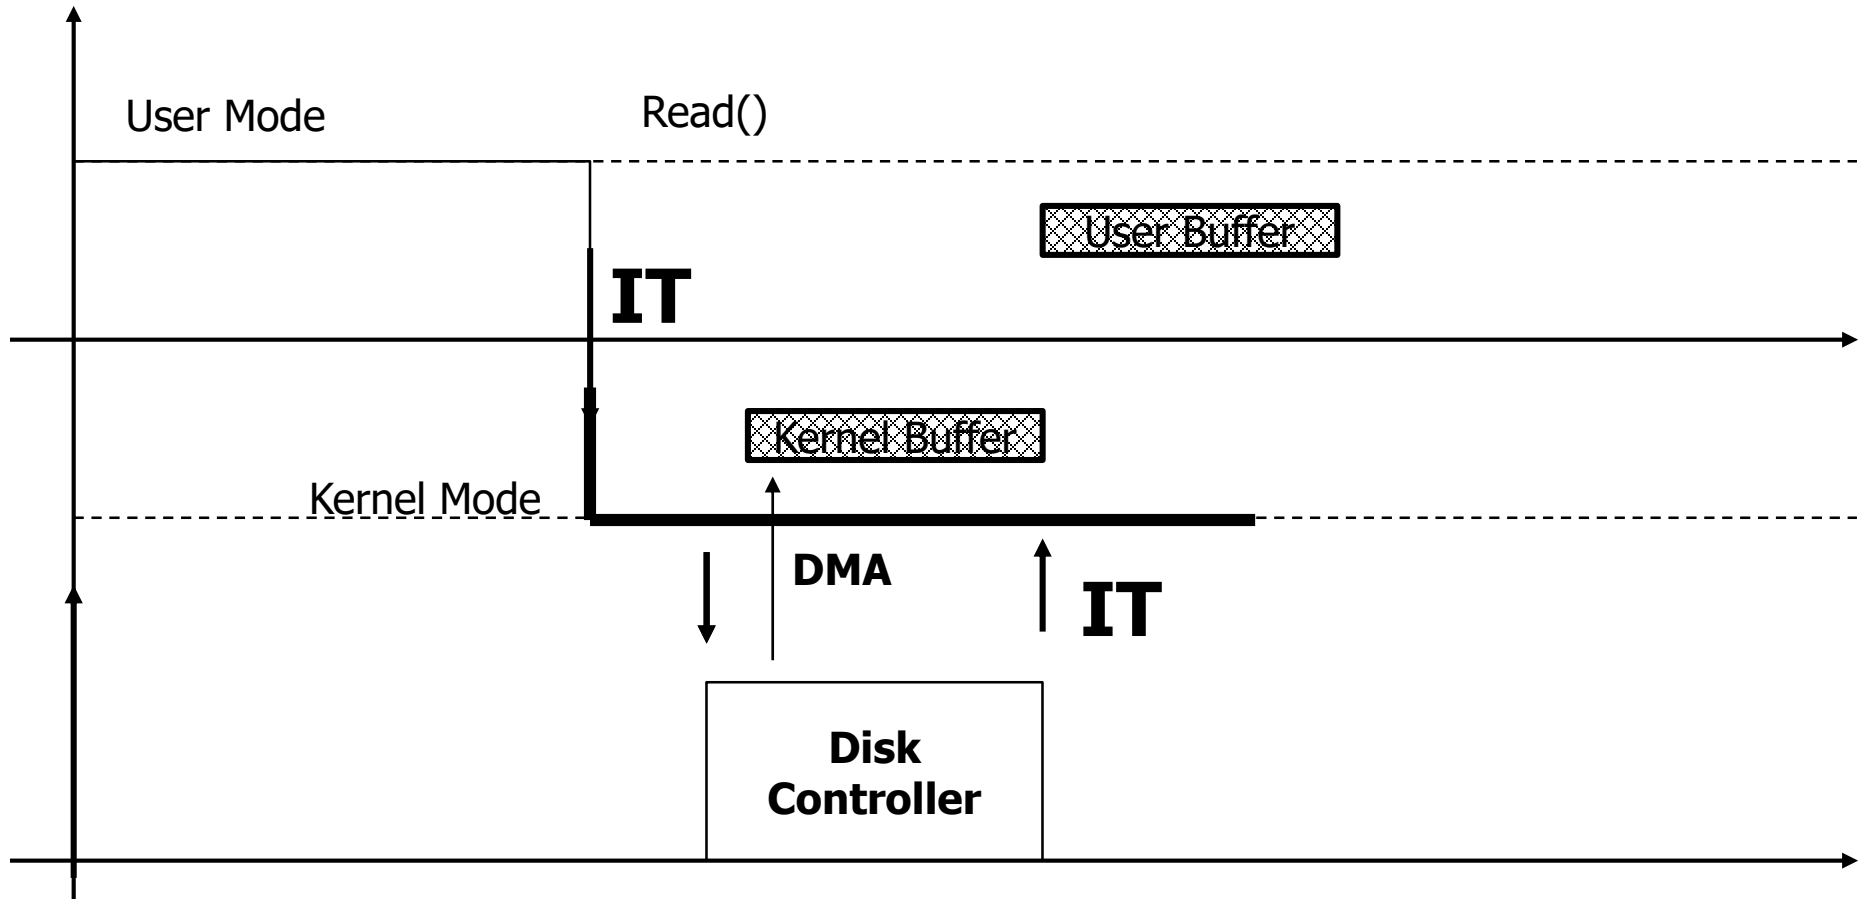 User Mode
Read()
User Buffer
IT
Kernel Buffer
Kernel Mode
DMA
IT
Disk
Controller